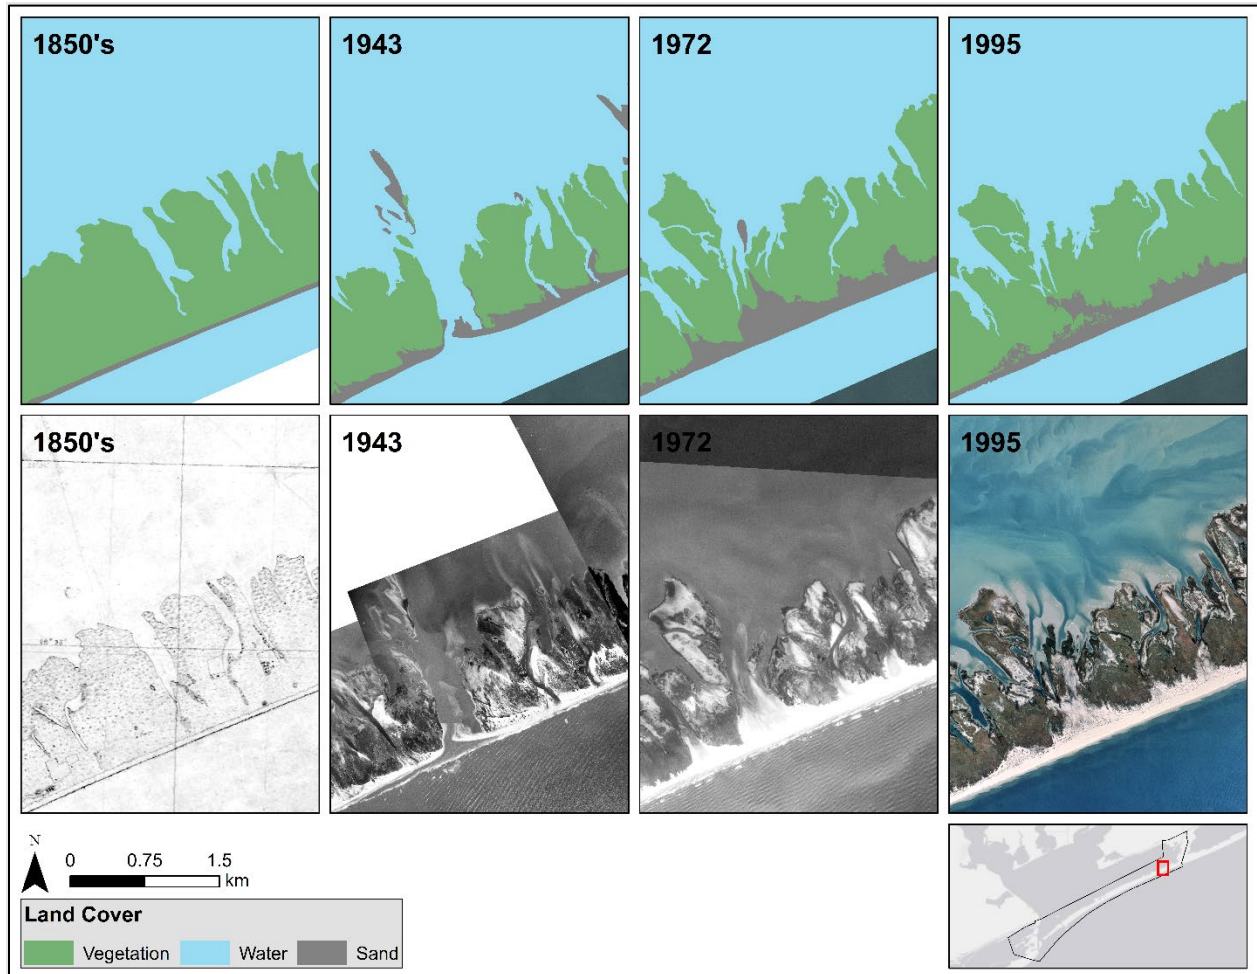 1850's
1943
1972
1995
1850's
1943
1972
1995
N
0 0.75 1.5
km
Land Cover
Vegetation
Water
Sand